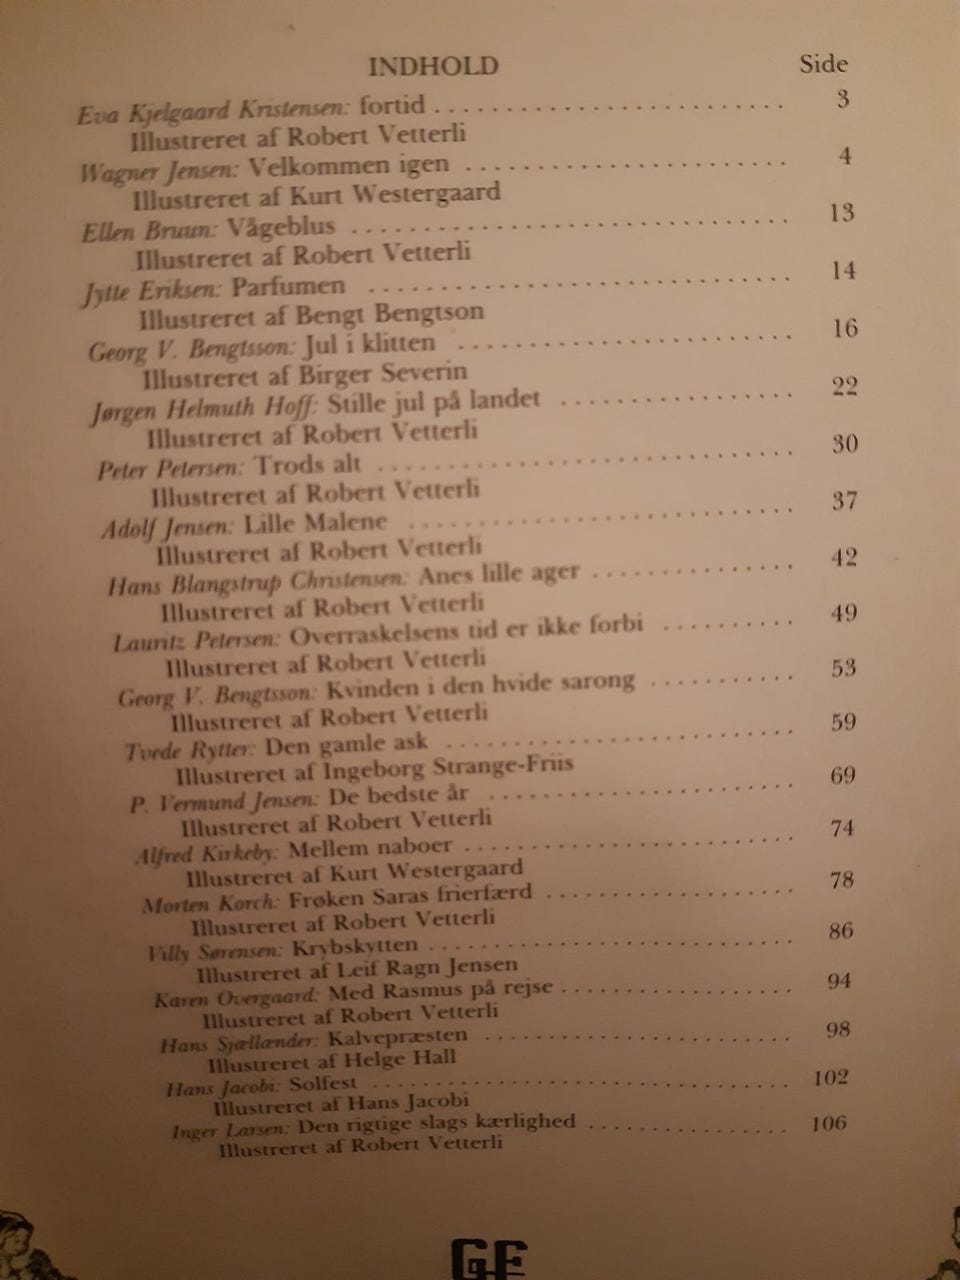 INDHOLD Side
Eva Kjelgaard Kristensen: fortid . . . . . . . . . . . . . . . . . . . . . . . . . 3
Illustreret af Robert Vetterli
Wagner Jensen: Velkommen igen . . . . . . . . . . . . . . . . . . . . . . . 4
Illustreret af Kurt Westergaard
Ellen Bruun: Vågeblus . . . . . . . . . . . . . . . . . . . . . . . . . . . . . . 13
Illustreret af Robert Vetterli
Jytte Eriksen: Parfumen . . . . . . . . . . . . . . . . . . . . . . . . . . . . . 14
Illustreret af Bengt Bengtson
Georg V. Bengtsson: Jul i klitten . . . . . . . . . . . . . . . . . . . . . . . 16
Illustreret af Birger Severin
Jørgen Helmuth Hoff: Stille jul på landet . . . . . . . . . . . . . . . . 22
Illustreret af Robert Vetterli
Peter Petersen: Trods alt . . . . . . . . . . . . . . . . . . . . . . . . . . . . 30
Illustreret af Robert Vetterli
Adolf Jensen: Lille Malene . . . . . . . . . . . . . . . . . . . . . . . . . . 37
Illustreret af Robert Vetterli
Hans Blangstrup Christensen: Anes lille ager . . . . . . . . . . . . . 42
Illustreret af Robert Vetterli
Lauritz Petersen: Overraskelsens tid er ikke forbi . . . . . . . . . 49
Illustreret af Robert Vetterli
Georg V. Bengtsson: Kvinden i den hvide sarong . . . . . . . . . . 53
Illustreret af Robert Vetterli
Tvede Rytter: Den gamle ask . . . . . . . . . . . . . . . . . . . . . . . . 59
Illustreret af Ingeborg Strange-Friis
P. Vermund Jensen: De bedste år . . . . . . . . . . . . . . . . . . . . . 69
Illustreret af Robert Vetterli
Alfred Kirkeby: Mellem naboer . . . . . . . . . . . . . . . . . . . . . . . 74
Illustreret af Kurt Westergaard
Morten Korch: Frøken Saras frierfærd . . . . . . . . . . . . . . . . . 78
Illustreret af Robert Vetterli
Villy Sørensen: Krybskytten . . . . . . . . . . . . . . . . . . . . . . . . . 86
Illustreret af Leif Ragn Jensen
Karen Overgaard: Med Rasmus på rejse . . . . . . . . . . . . . . . . 94
Illustreret af Robert Vetterli
Hans Sjællænder: Kalvepræsten . . . . . . . . . . . . . . . . . . . . . 98
Illustreret af Helge Hall
Hans Jacobi: Solfest . . . . . . . . . . . . . . . . . . . . . . . . . . . . . 102
Illustreret af Hans Jacobi
Inger Larsen: Den rigtige slags kærlighed . . . . . . . . . . . . . . 106
Illustreret af Robert Vetterli